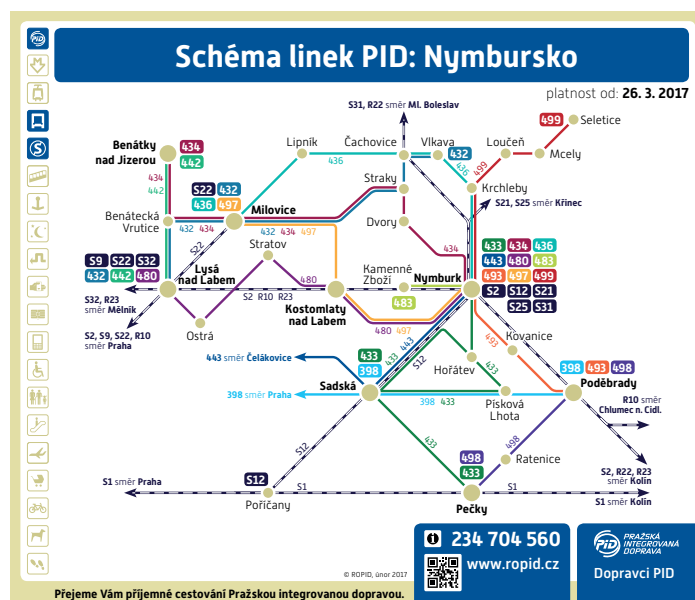 PID
Schéma linek PID: Nymbursko
platnost od: 26. 3. 2017
S31, R22 směr Ml. Boleslav
499
Seletice
Benátky
nad Jizerou
434
442
Lipník
Čachovice
Vlkava
432
Loučeň
Mcely
436
436
499
434
442
Straky
Krchleby
S22 432
436 497
Milovice
S21, S25 směr Křinec
Benátecká
Vrutice
432 434
432 434 497
Dvory
434
S22
Stratov
S9 S22 S32
432 442 480
Lysá
nad Labem
480
Kamenné
Zboží
483
Nymburk
433 434 436
443 480 483
493 497 499
S2 S12 S21
S25 S31
S32, R23
směr Mělník
S2 R10 R23
Kostomlaty
nad Labem
S2, S9, S22, R10
směr Praha
Ostrá
480 497
443
433
S12
493
Kovanice
443 směr Čelákovice
433
398
Hořátev
433
398 493 498
Poděbrady
398 směr Praha
Sadská
398 433
Písková
Lhota
R10 směr
Chlumec n. Cidl.
S12
433
498
498
433
Ratenice
S2, R22, R23
směr Kolín
S1 směr Praha
S12
S1
Poříčany
Pečky
S1
S1 směr Kolín
234 704 560
www.ropid.cz
PID PRAŽSKÁ
INTEGROVANÁ
DOPRAVA
Dopravci PID
© ROPID, únor 2017
Přejeme Vám příjemné cestování Pražskou integrovanou dopravou.